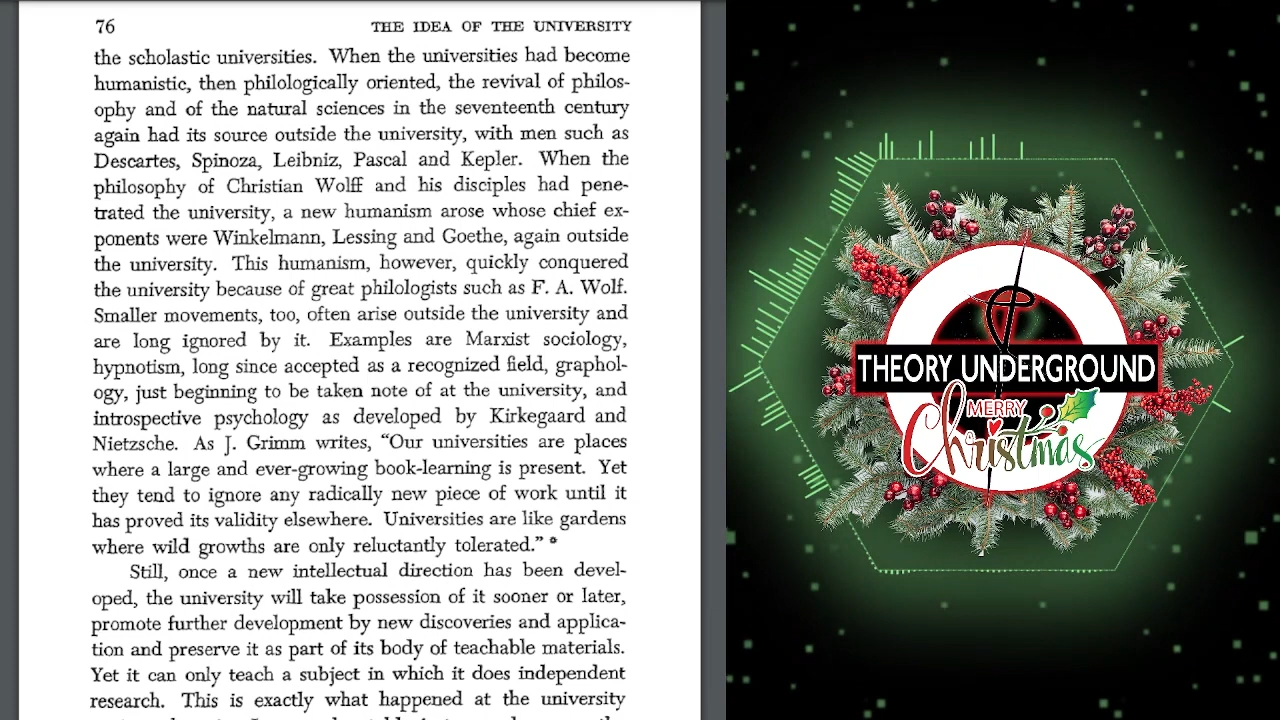 76 THE IDEA OF THE UNIVERSITY
the scholastic universities. When the universities had become
humanistic, then philologically oriented, the revival of philos-
ophy and of the natural sciences in the seventeenth century
again had its source outside the university, with men such as
Descartes, Spinoza, Leibniz, Pascal and Kepler. When the
philosophy of Christian Wolff and his disciples had pene-
trated the university, a new humanism arose whose chief ex-
ponents were Winkelmann, Lessing and Goethe, again outside
the university. This humanism, however, quickly conquered
the university because of great philologists such as F. A. Wolf.
Smaller movements, too, often arise outside the university and
are long ignored by it. Examples are Marxist sociology,
hypnotism, long since accepted as a recognized field, graphol-
ogy, just beginning to be taken note of at the university, and
introspective psychology as developed by Kirkegaard and
Nietzsche. As J. Grimm writes, “Our universities are places
where a large and ever-growing book-learning is present. Yet
they tend to ignore any radically new piece of work until it
has proved its validity elsewhere. Universities are like gardens
where wild growths are only reluctantly tolerated.” *
Still, once a new intellectual direction has been devel-
oped, the university will take possession of it sooner or later,
promote further development by new discoveries and applica-
tion and preserve it as part of its body of teachable materials.
Yet it can only teach a subject in which it does independent
research. This is exactly what happened at the university
THEORY UNDERGROUND
MERRY
Christmas